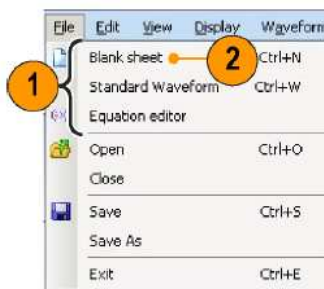 File Edit View Display Waveform
Blank sheet 2 Ctrl+N
1
Standard Waveform Ctrl+W
Equation editor
Open Ctrl+O
Close
Save Ctrl+S
Save As
Exit Ctrl+E